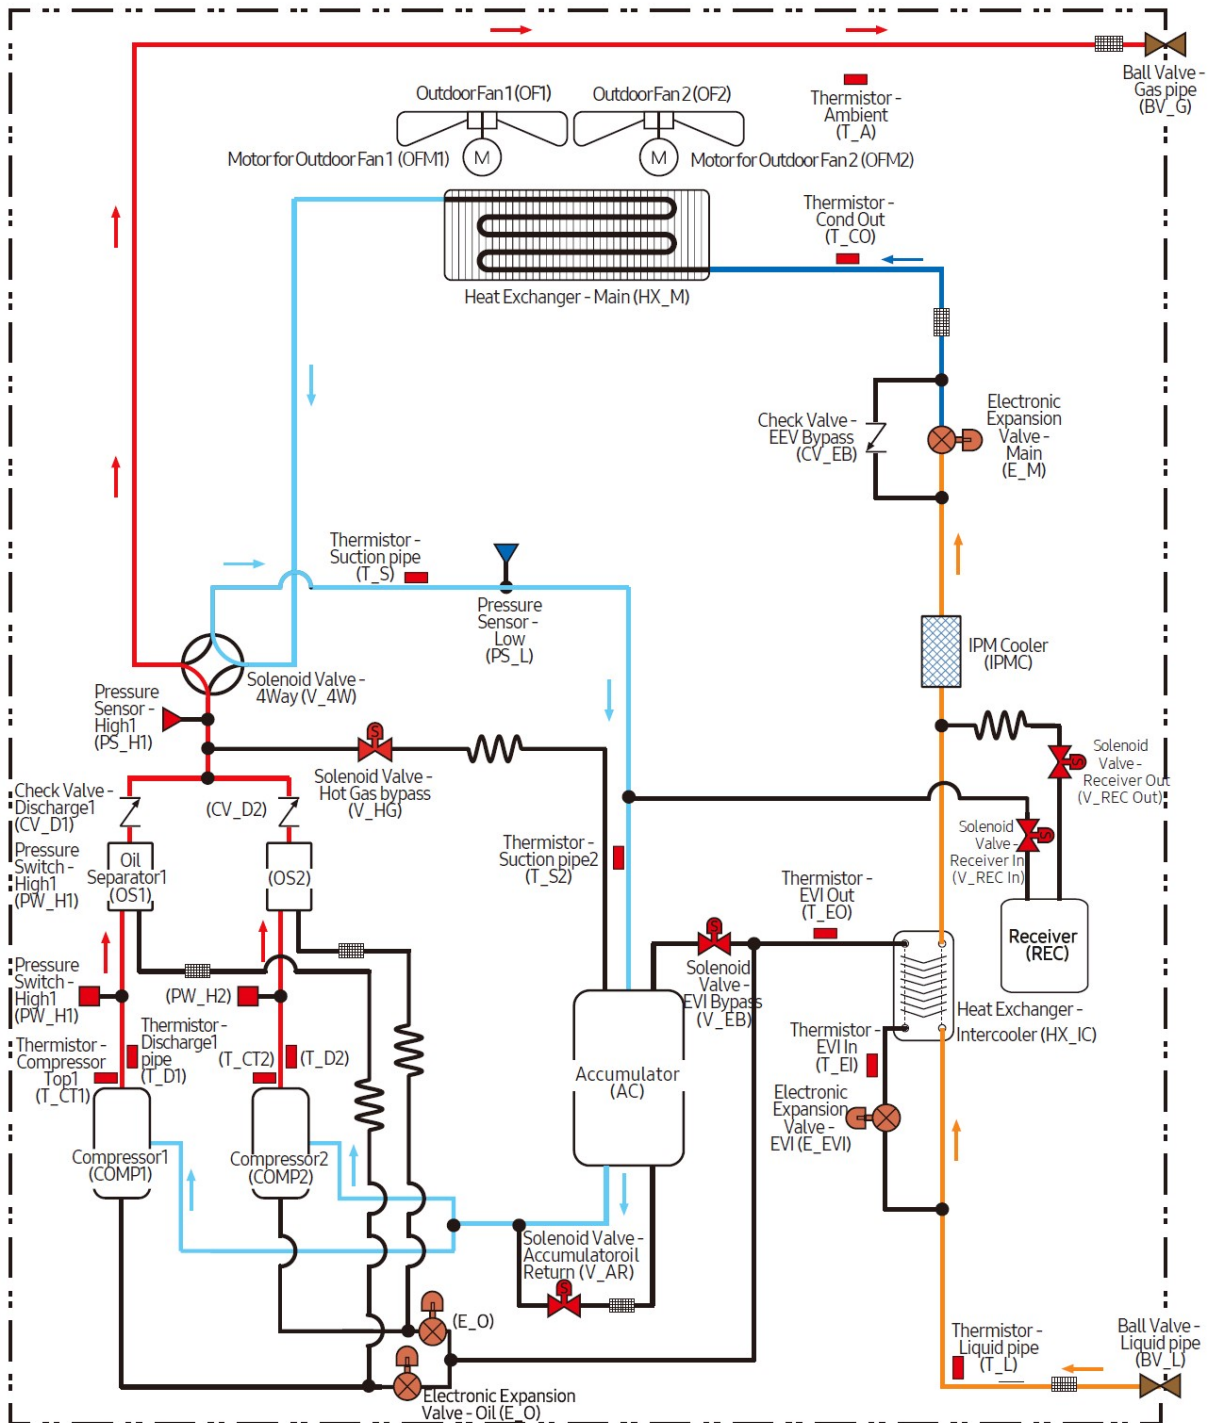 Ball Valve -
Gas pipe
(BV_G)
Outdoor Fan 1 (OF1)
Outdoor Fan 2 (OF2)
Thermistor -
Ambient
(T_A)
Motor for Outdoor Fan 1 (OFM1)
M
M
Motor for Outdoor Fan 2 (OFM2)
Thermistor -
Cond Out
(T_CO)
Heat Exchanger - Main (HX_M)
Check Valve -
EEV Bypass
(CV_EB)
Electronic
Expansion
Valve -
Main
(E_M)
Thermistor -
Suction pipe
(T_S)
Pressure
Sensor -
Low
(PS_L)
IPM Cooler
(IPMC)
Solenoid Valve -
4Way (V_4W)
Pressure
Sensor -
High1
(PS_H1)
S
Solenoid Valve -
Hot Gas bypass
(V_HG)
Solenoid
Valve -
Receiver Out
(V_REC Out)
S
Check Valve -
Discharge1
(CV_D1)
(CV_D2)
Solenoid
Valve -
Receiver In
(V_REC In)
S
Pressure
Switch -
High1
(PW_H1)
Oil
Separator1
(OS1)
(OS2)
Thermistor -
Suction pipe2
(T_S2)
Thermistor -
EVI Out
(T_EO)
Receiver
(REC)
S
Solenoid
Valve -
EVI Bypass
(V_EB)
Pressure
Switch -
High1
(PW_H1)
(PW_H2)
Heat Exchanger -
Intercooler (HX_IC)
Thermistor -
Discharge1
pipe
(T_D1)
Thermistor -
Compressor
Top1
(T_CT1)
(T_CT2)
(T_D2)
Thermistor -
EVI In
(T_EI)
Accumulator
(AC)
Electronic
Expansion
Valve -
EVI (E_EVI)
Compressor1
(COMP1)
Compressor2
(COMP2)
Solenoid Valve -
Accumulatoroil
Return (V_AR)
S
(E_O)
Thermistor -
Liquid pipe
(T_L)
Ball Valve -
Liquid pipe
(BV_L)
Electronic Expansion
Valve - Oil (E_O)